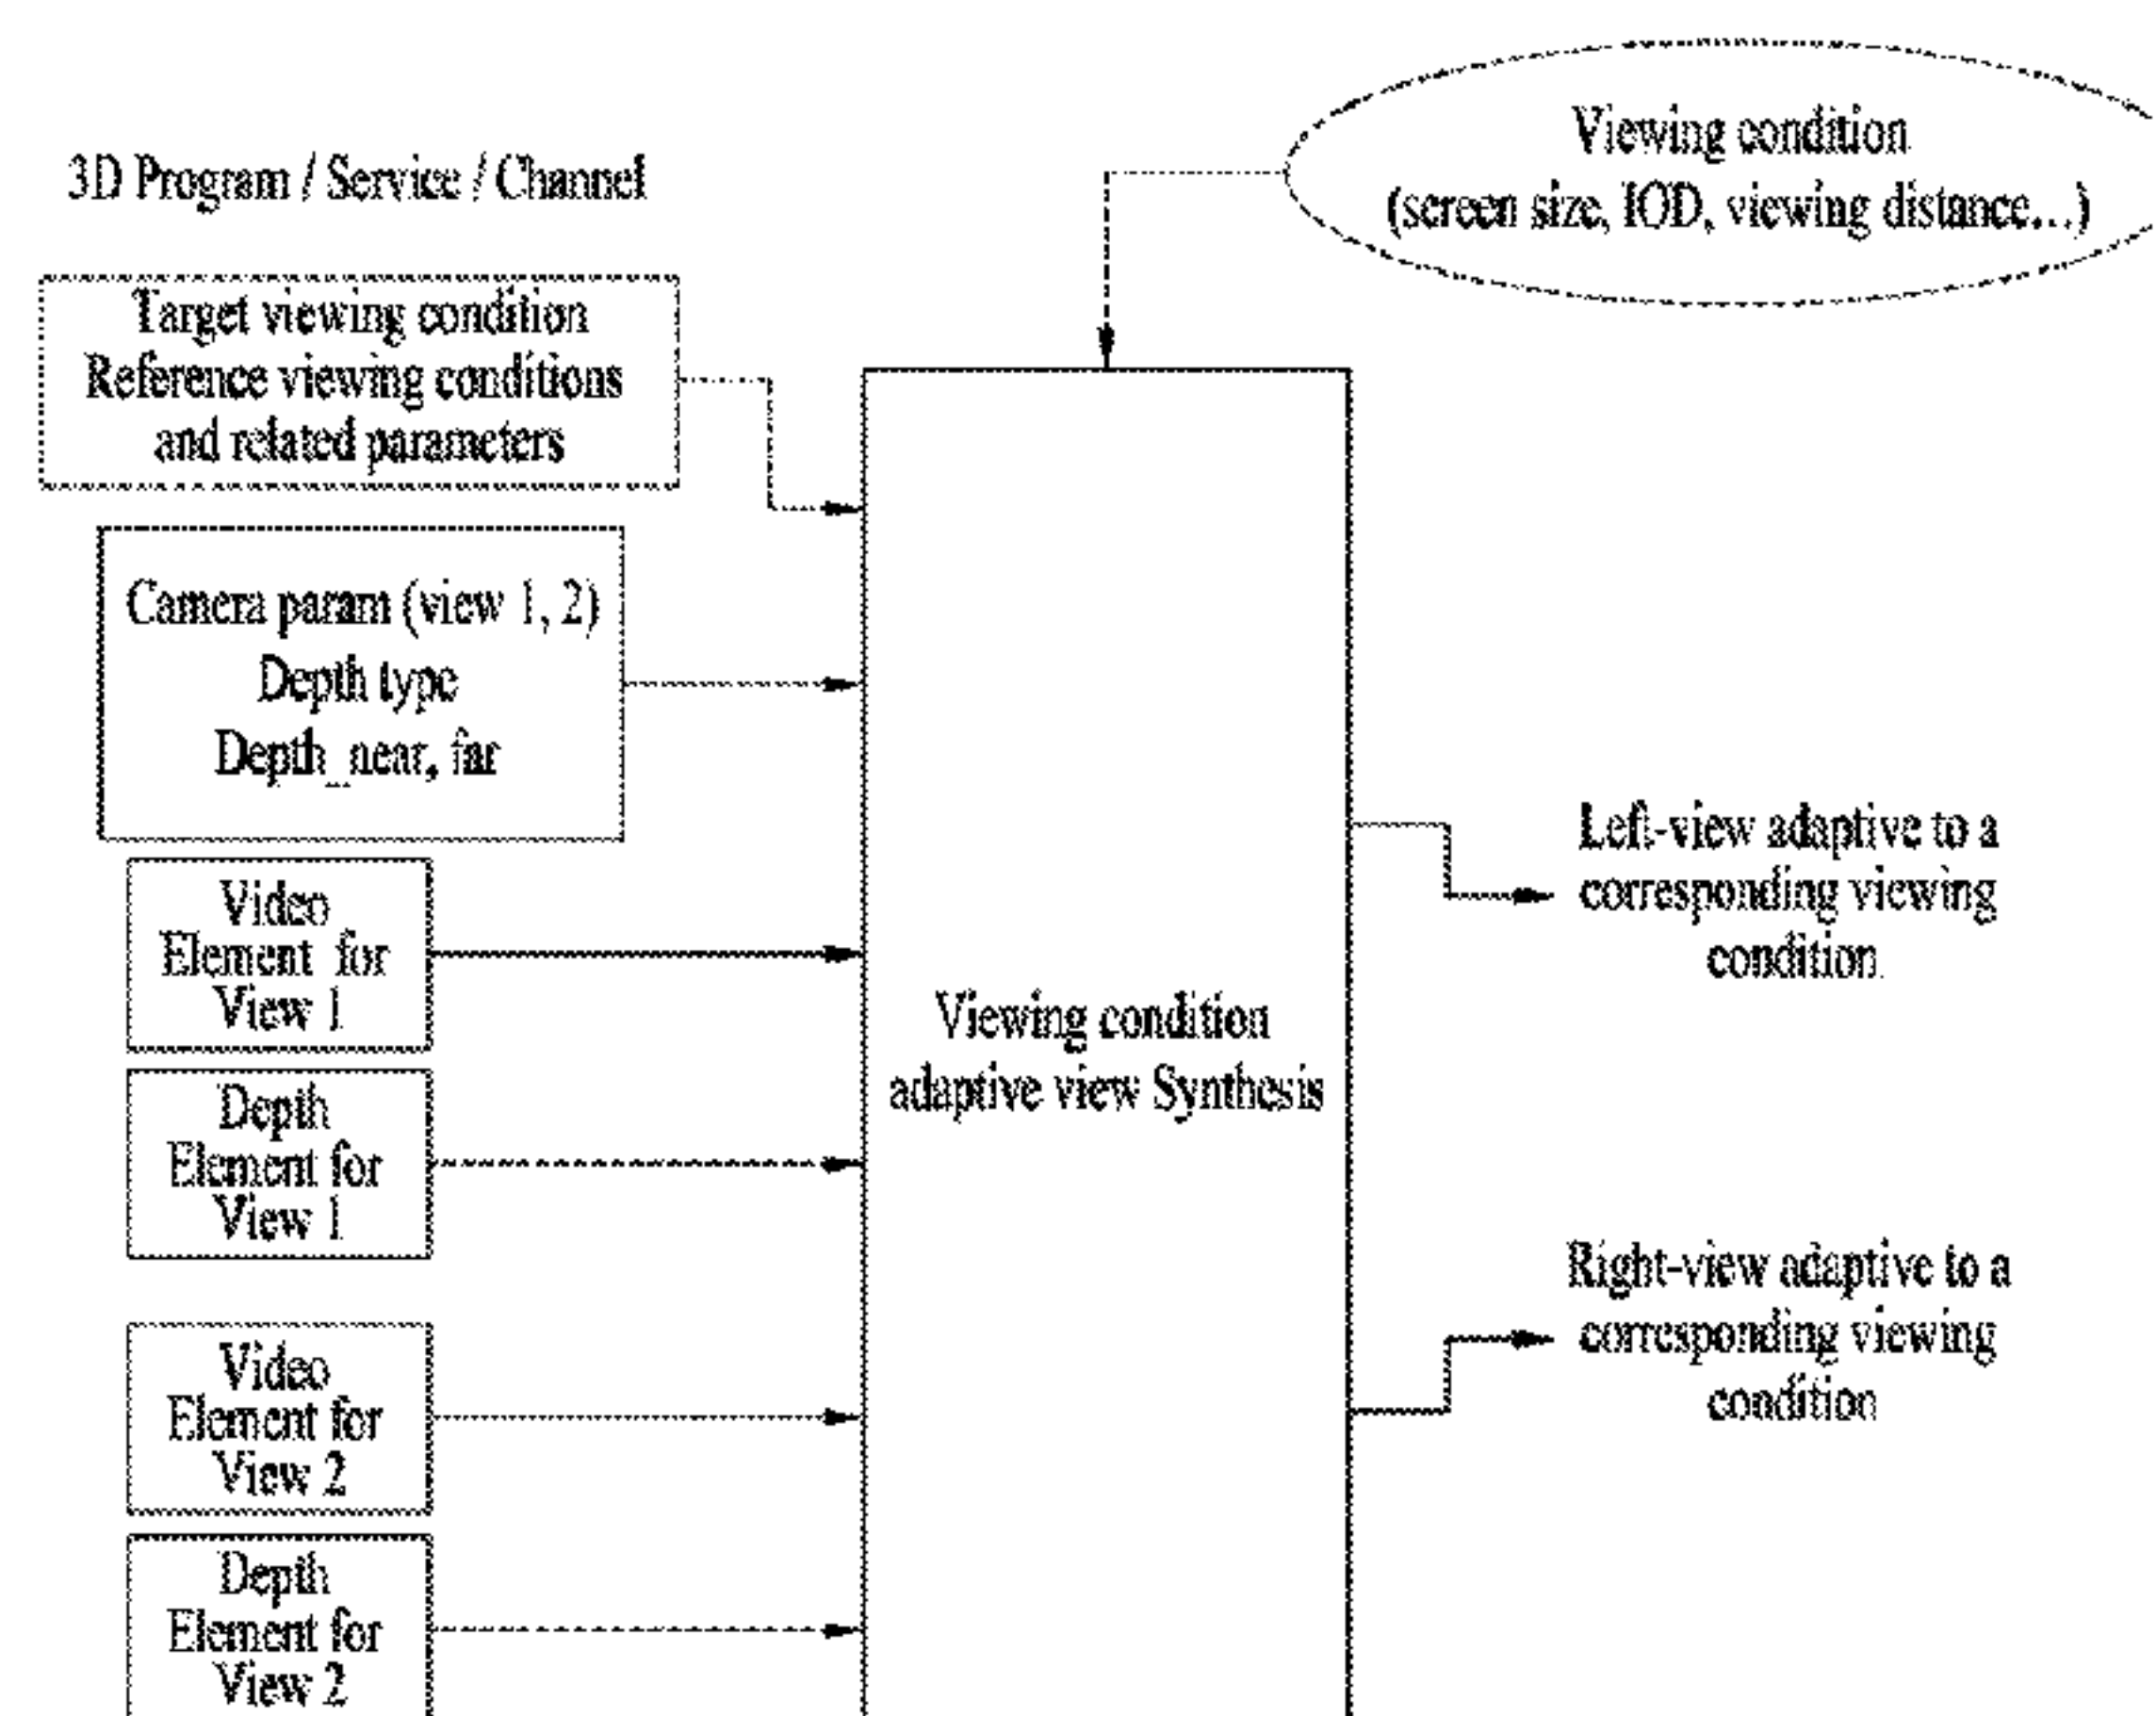 3D Program / Service / Channel
Viewing condition
(screen size, IOD, viewing distance...)
Target viewing condition
Reference viewing conditions
and related parameters
Camera param (view 1, 2)
Depth type
Depth_near, far
Video
Element for
View 1
Depth
Element for
View 1
Video
Element for
View 2
Depth
Element for
View 2
Viewing condition
adaptive view Synthesis
Left-view adaptive to a
corresponding viewing
condition
Right-view adaptive to a
corresponding viewing
condition